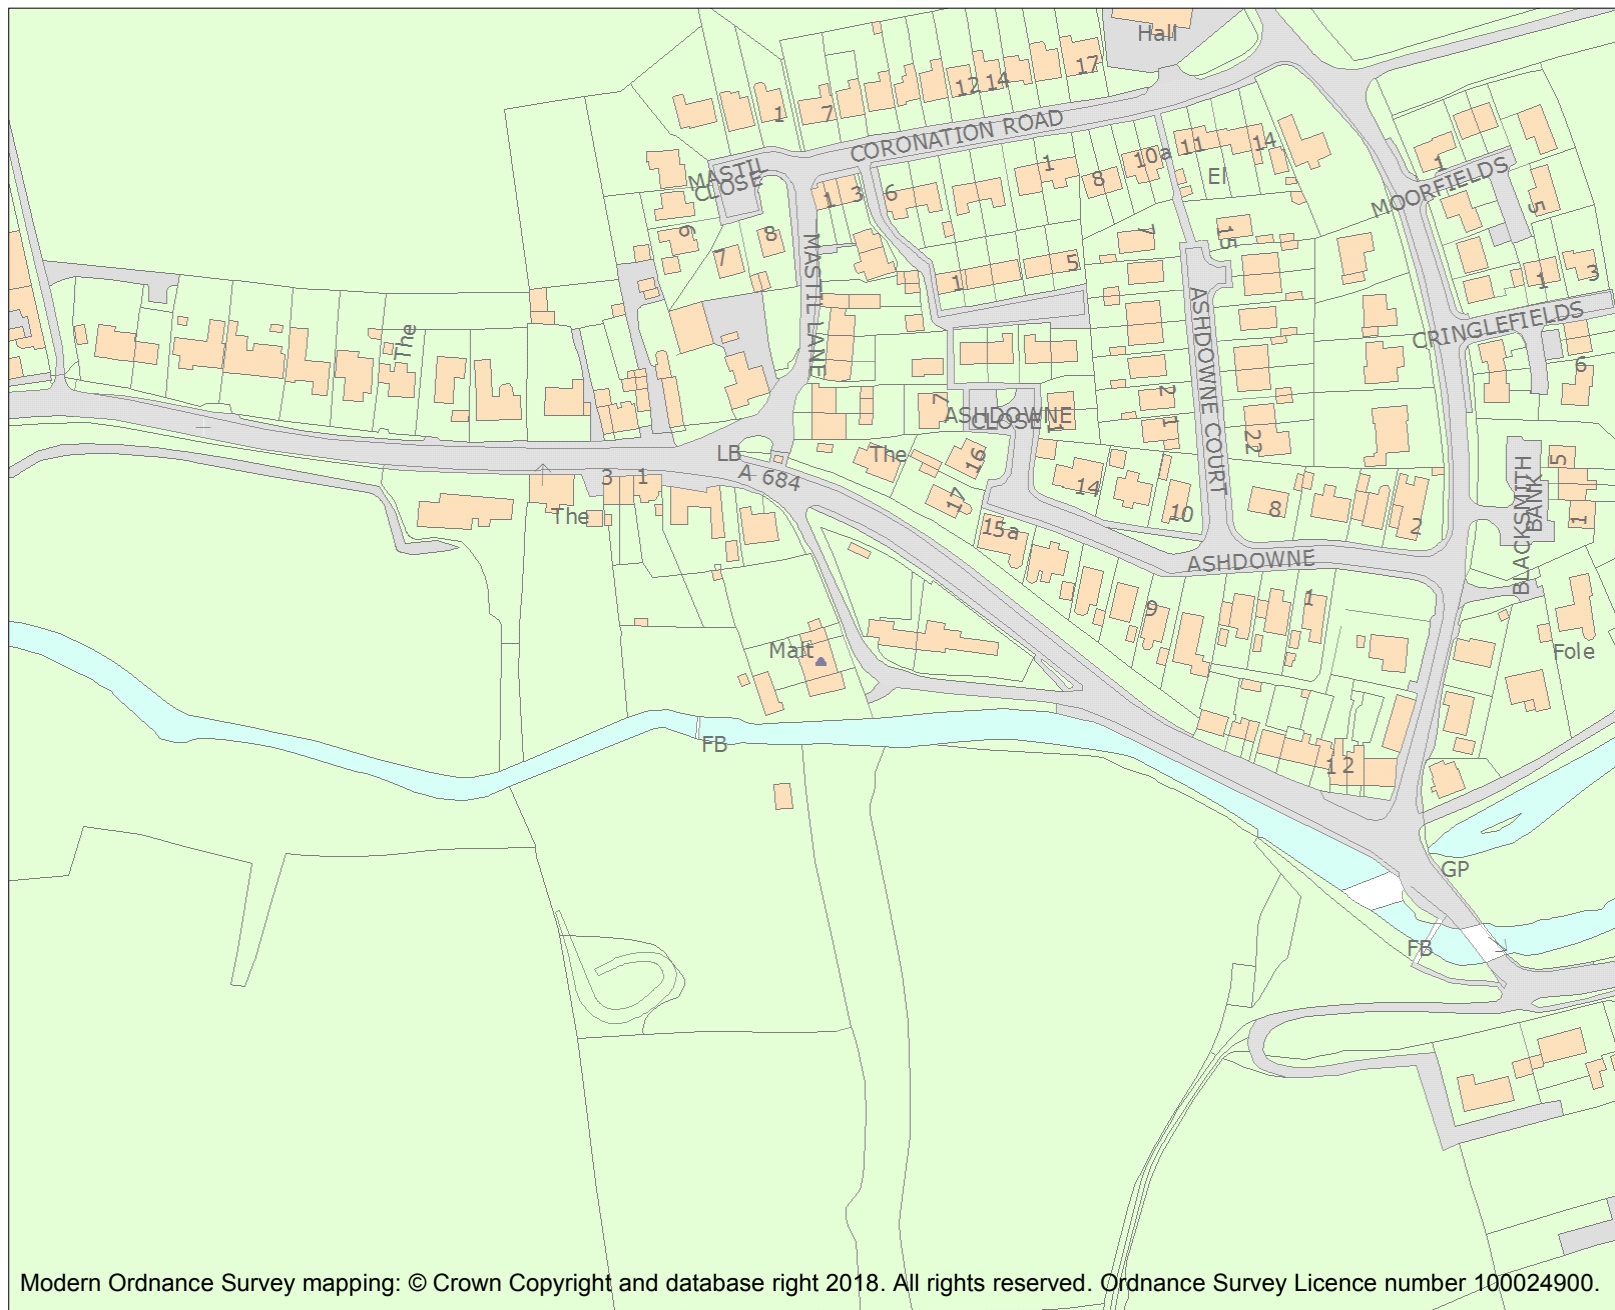 Hall
17
12 14
1
7
CORONATION ROAD
MASTIL
CLOSE
1 3
6
1
8
10a
11
14
El
1
MOORFIELDS
5
9
7
8
MASTIL LANE
1
5
7
15
1
3
CRINGLEFIELDS
6
The
ASHDOWNE COURT
2
1
22
7
ASHDOWNE
CLOSE
1
LB
A 684
The
16
17
14
10
8
2
BLACKSMITH
BANK
5
1
3
1
The
15a
ASHDOWNE
9
1
Malt
Fole
FB
1 2
GP
FB
Modern Ordnance Survey mapping: © Crown Copyright and database right 2018. All rights reserved. Ordnance Survey Licence number 100024900.